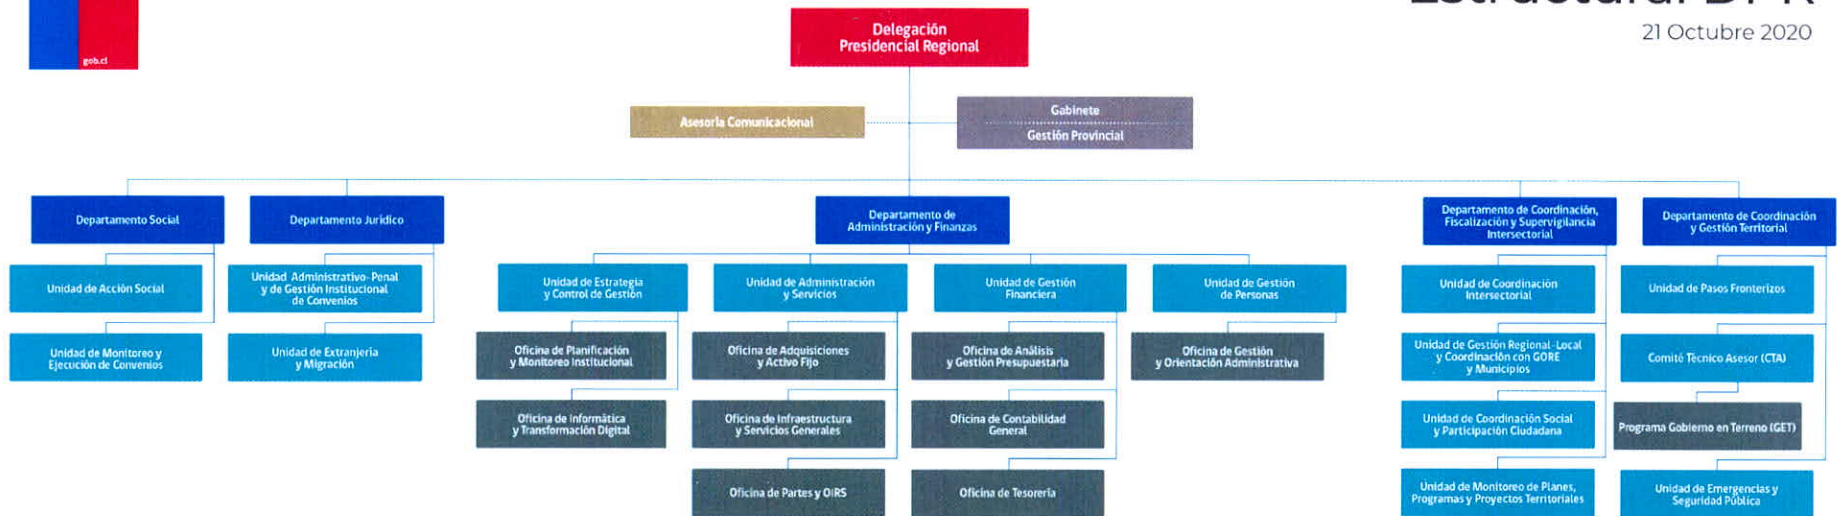 gob.cl
Estructural DPR
21 Octubre 2020
Delegación
Presidencial Regional
Asesoría Comunicacional
Gabinete
Gestión Provincial
Departamento Social
Departamento Jurídico
Departamento de
Administración y Finanzas
Departamento de Coordinación,
Fiscalización y Supervigilancia
Intersectorial
Departamento de Coordinación
y Gestión Territorial
Unidad de Acción Social
Unidad de Monitoreo y
Ejecución de Convenios
Unidad Administrativo-Penal
y de Gestión Institucional
de Convenios
Unidad de Extranjería
y Migración
Unidad de Estrategia
y Control de Gestión
Oficina de Planificación
y Monitoreo Institucional
Oficina de Informática
y Transformación Digital
Unidad de Administración
y Servicios
Oficina de Adquisiciones
y Activo Fijo
Oficina de Infraestructura
y Servicios Generales
Oficina de Partes y OIRS
Unidad de Gestión
Financiera
Oficina de Análisis
y Gestión Presupuestaria
Oficina de Contabilidad
General
Oficina de Tesorería
Unidad de Gestión
de Personas
Oficina de Gestión
y Orientación Administrativa
Unidad de Coordinación
Intersectorial
Unidad de Gestión Regional-Local
y Coordinación con GORE
y Municipios
Unidad de Coordinación Social
y Participación Ciudadana
Unidad de Monitoreo de Planes,
Programas y Proyectos Territoriales
Unidad de Pasos Fronterizos
Comité Técnico Asesor (CTA)
Programa Gobierno en Terreno (GET)
Unidad de Emergencias y
Seguridad Pública